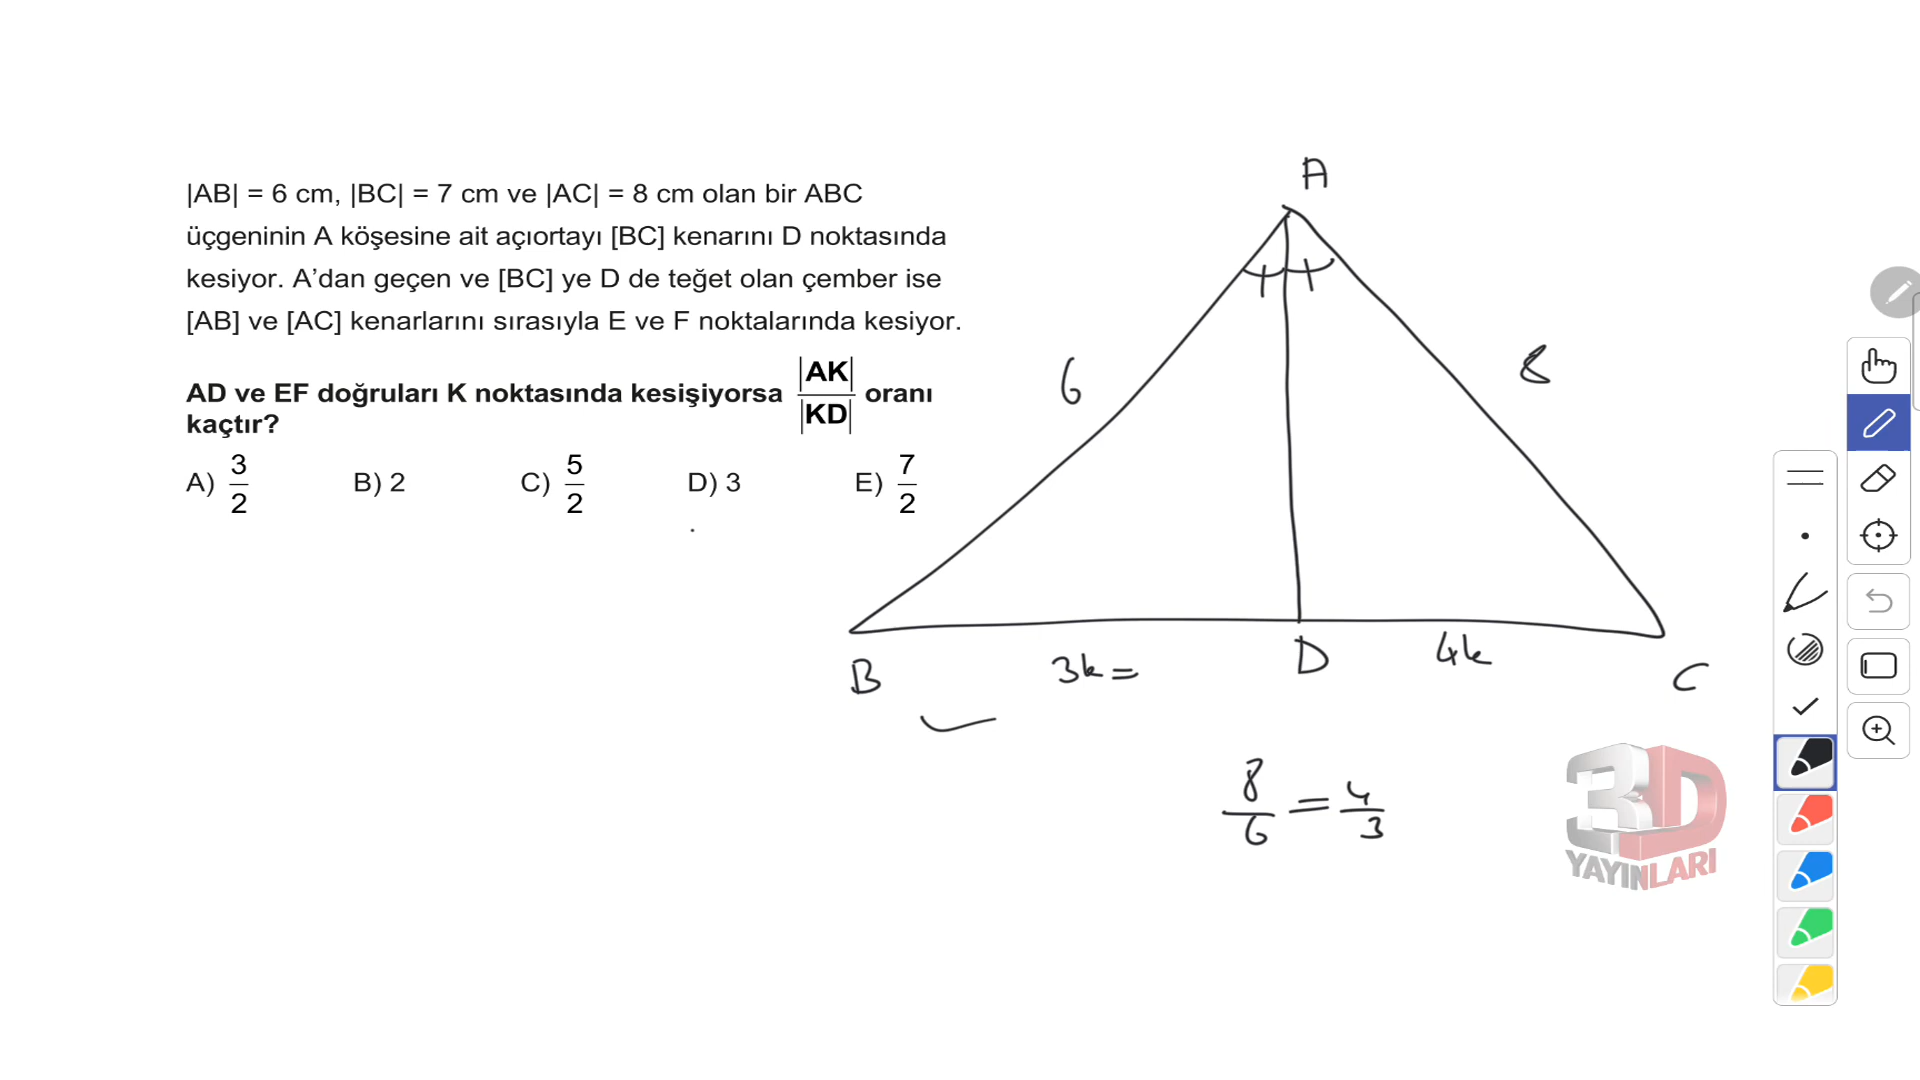 |AB| = 6 cm, |BC| = 7 cm ve |AC| = 8 cm olan bir ABC
üçgeninin A köşesine ait açıortayı [BC] kenarını D noktasında
kesiyor. A’dan geçen ve [BC] ye D de teğet olan çember ise
[AB] ve [AC] kenarlarını sırasıyla E ve F noktalarında kesiyor.
AD ve EF doğruları K noktasında kesişiyorsa |AK| / |KD| oranı
kaçtır?
A) 3/2 B) 2 C) 5/2 D) 3 E) 7/2
A
6
8
B
3k =
D
4k
C
8/6 = 4/3
3D
YAYINLARI